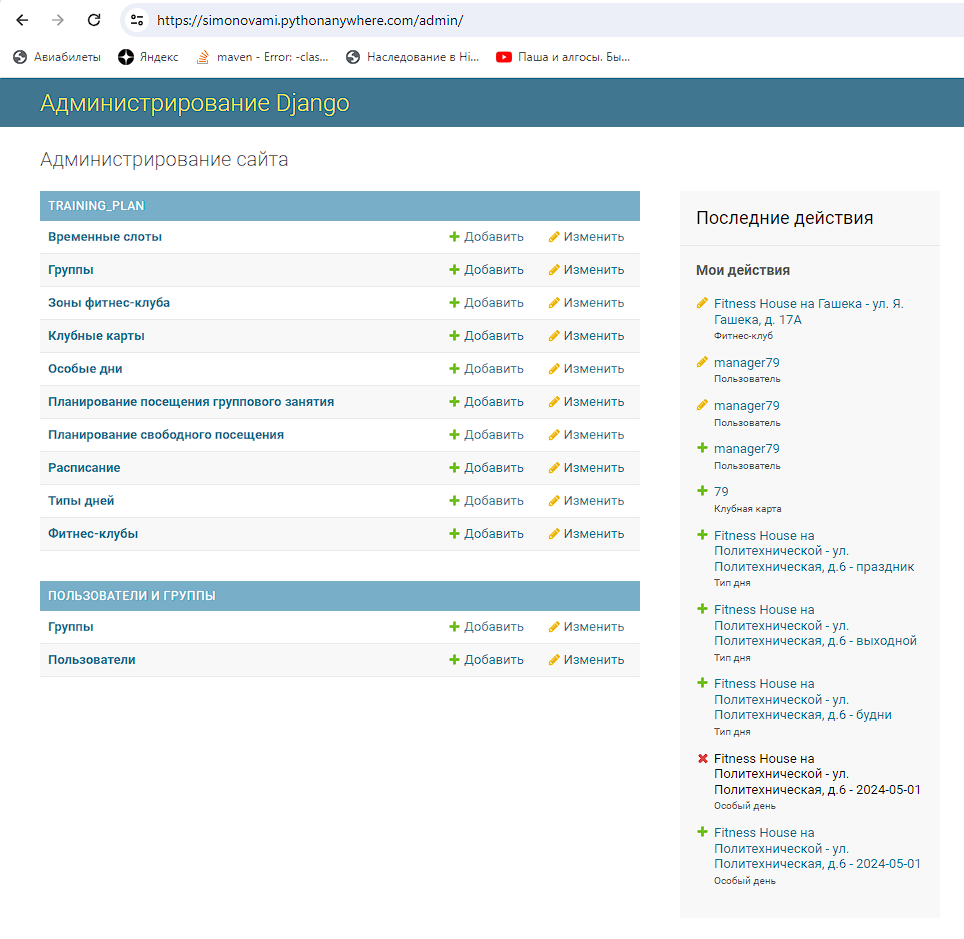 https://simonovami.pythonanywhere.com/admin/
Авиабилеты Яндекс maven - Error: -clas... Наследование в Hi... Паша и алгосы. Бы...
Администрирование Django
Администрирование сайта
TRAINING_PLAN
Временные слоты Добавить Изменить
Группы Добавить Изменить
Зоны фитнес-клуба Добавить Изменить
Клубные карты Добавить Изменить
Особые дни Добавить Изменить
Планирование посещения группового занятия Добавить Изменить
Планирование свободного посещения Добавить Изменить
Расписание Добавить Изменить
Типы дней Добавить Изменить
Фитнес-клубы Добавить Изменить
ПОЛЬЗОВАТЕЛИ И ГРУППЫ
Группы Добавить Изменить
Пользователи Добавить Изменить
Последние действия
Мои действия
Fitness House на Гашека - ул. Я.
Гашека, д. 17А
Фитнес-клуб
manager79
Пользователь
manager79
Пользователь
manager79
Пользователь
79
Клубная карта
Fitness House на
Политехнической - ул.
Политехническая, д.6 - праздник
Тип дня
Fitness House на
Политехнической - ул.
Политехническая, д.6 - выходной
Тип дня
Fitness House на
Политехнической - ул.
Политехническая, д.6 - будни
Тип дня
Fitness House на
Политехнической - ул.
Политехническая, д.6 - 2024-05-01
Особый день
Fitness House на
Политехнической - ул.
Политехническая, д.6 - 2024-05-01
Особый день